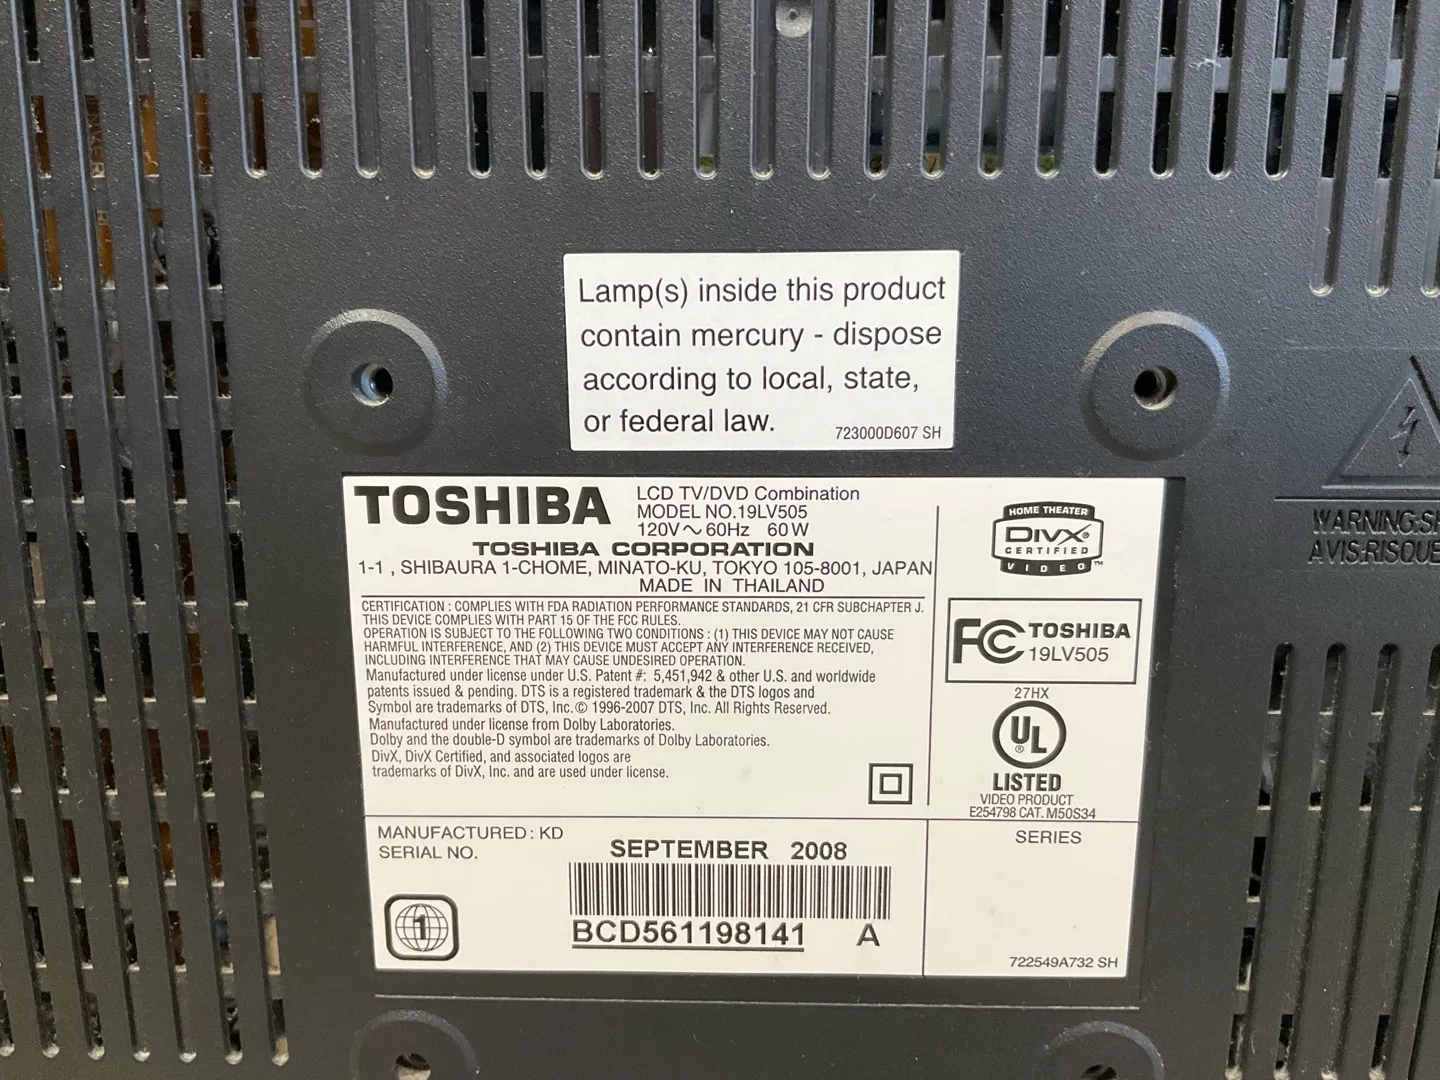 Lamp(s) inside this product
contain mercury - dispose
according to local, state,
or federal law.
723000D607 SH
TOSHIBA
LCD TV/DVD Combination
MODEL NO.19LV505
120V～60Hz 60W
TOSHIBA CORPORATION
1-1 , SHIBAURA 1-CHOME, MINATO-KU, TOKYO 105-8001, JAPAN
MADE IN THAILAND
CERTIFICATION : COMPLIES WITH FDA RADIATION PERFORMANCE STANDARDS, 21 CFR SUBCHAPTER J.
THIS DEVICE COMPLIES WITH PART 15 OF THE FCC RULES.
OPERATION IS SUBJECT TO THE FOLLOWING TWO CONDITIONS : (1) THIS DEVICE MAY NOT CAUSE
HARMFUL INTERFERENCE, AND (2) THIS DEVICE MUST ACCEPT ANY INTERFERENCE RECEIVED,
INCLUDING INTERFERENCE THAT MAY CAUSE UNDESIRED OPERATION.
Manufactured under license under U.S. Patent #: 5,451,942 & other U.S. and worldwide
patents issued & pending. DTS is a registered trademark & the DTS logos and
Symbol are trademarks of DTS, Inc.© 1996-2007 DTS, Inc. All Rights Reserved.
Manufactured under license from Dolby Laboratories.
Dolby and the double-D symbol are trademarks of Dolby Laboratories.
DivX, DivX Certified, and associated logos are
trademarks of DivX, Inc. and are used under license.
HOME THEATER
DIVX®
CERTIFIED
VIDEO™
FC TOSHIBA
19LV505
27HX
UL®
LISTED
VIDEO PRODUCT
E254798 CAT. M50S34
MANUFACTURED : KD
SERIAL NO.
SEPTEMBER 2008
BCD561198141 A
1
SERIES
722549A732 SH
WARNING:SH
AVIS:RISQUE